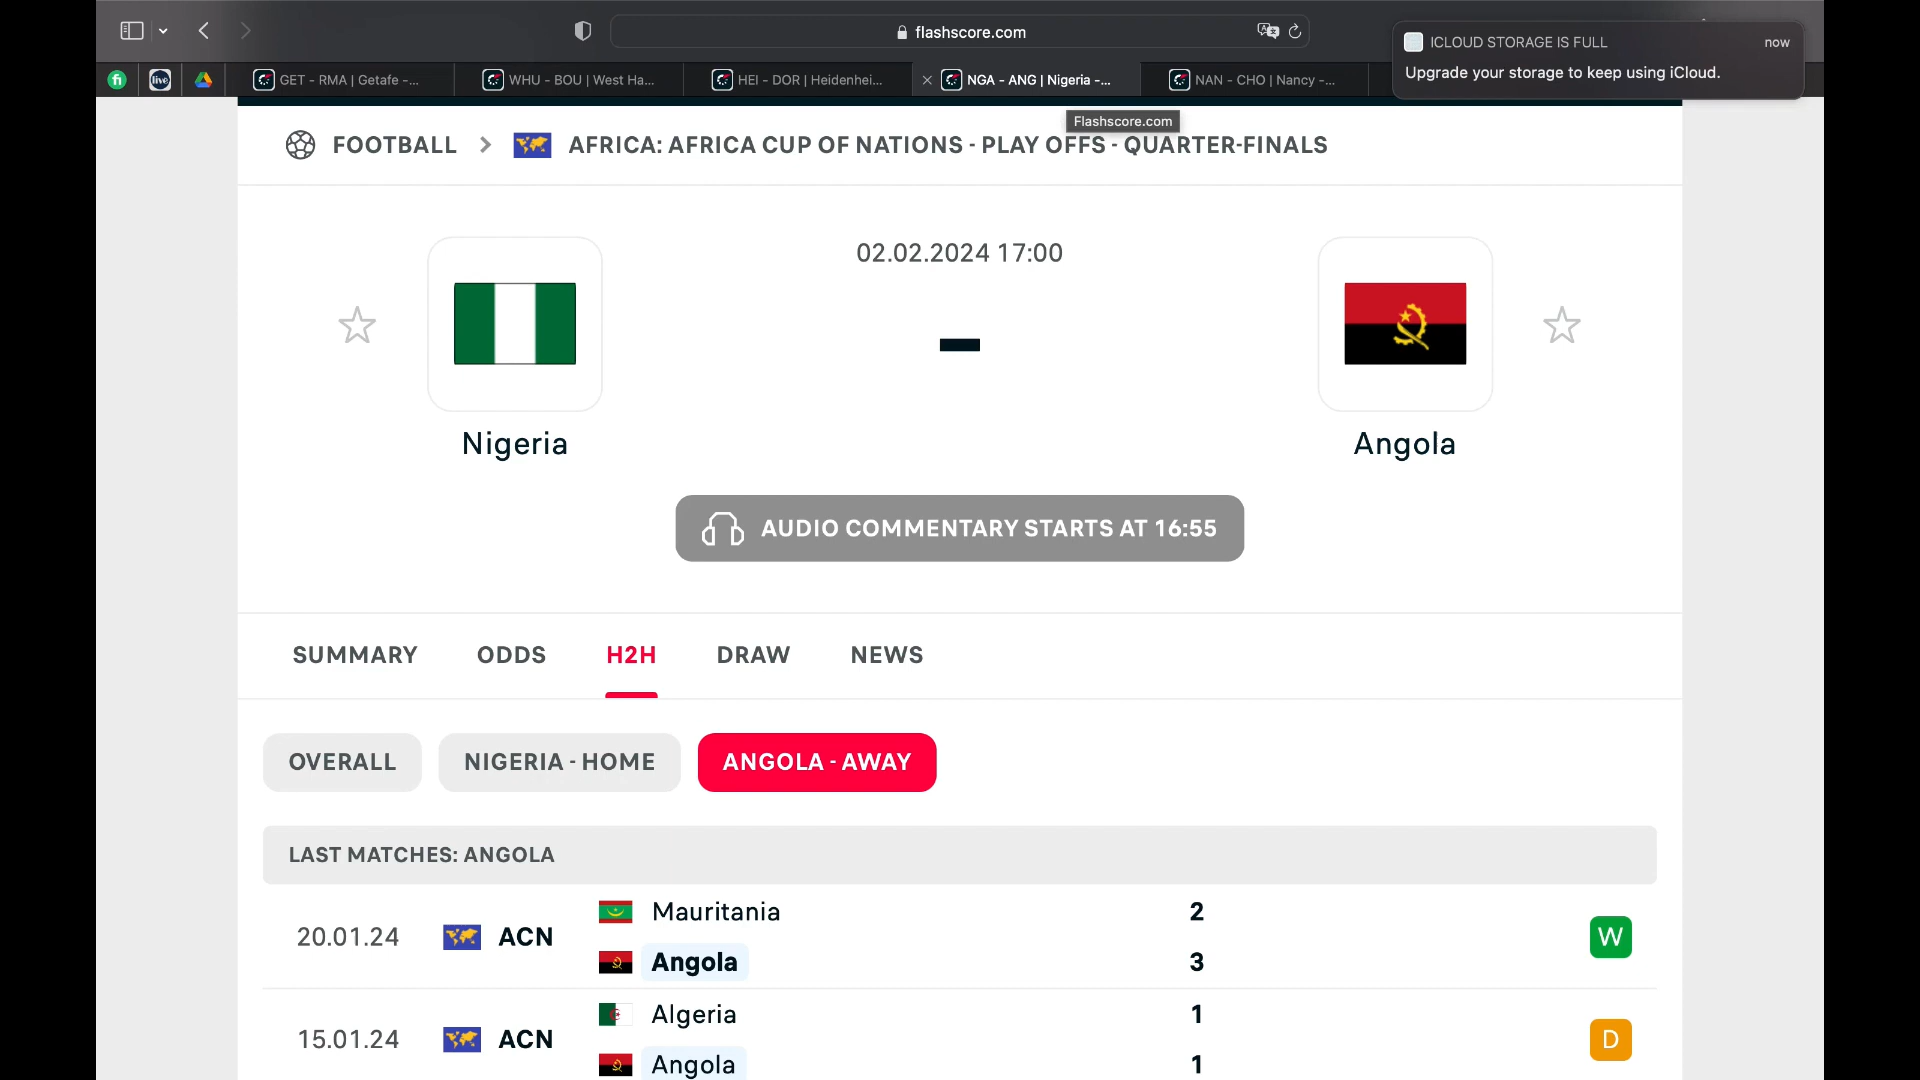 flashscore.com
ICLOUD STORAGE IS FULL
now
Upgrade your storage to keep using iCloud.
fi
live
GET - RMA | Getafe -...
WHU - BOU | West Ha...
HEI - DOR | Heidenhei...
NGA - ANG | Nigeria -...
NAN - CHO | Nancy -...
Flashscore.com
FOOTBALL > AFRICA: AFRICA CUP OF NATIONS - PLAY OFFS - QUARTER-FINALS
02.02.2024 17:00
-
Nigeria
Angola
AUDIO COMMENTARY STARTS AT 16:55
SUMMARY ODDS H2H DRAW NEWS
OVERALL NIGERIA - HOME ANGOLA - AWAY
LAST MATCHES: ANGOLA
20.01.24 ACN
Mauritania 2
Angola 3
W
15.01.24 ACN
Algeria 1
Angola 1
D